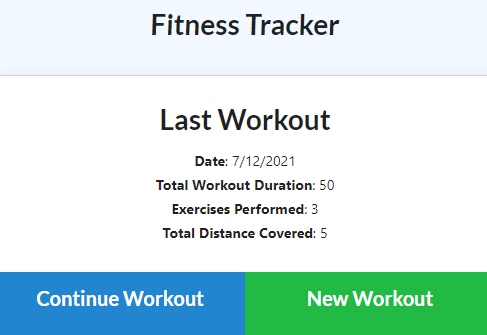 Fitness Tracker
Last Workout
Date: 7/12/2021
Total Workout Duration: 50
Exercises Performed: 3
Total Distance Covered: 5
Continue Workout
New Workout